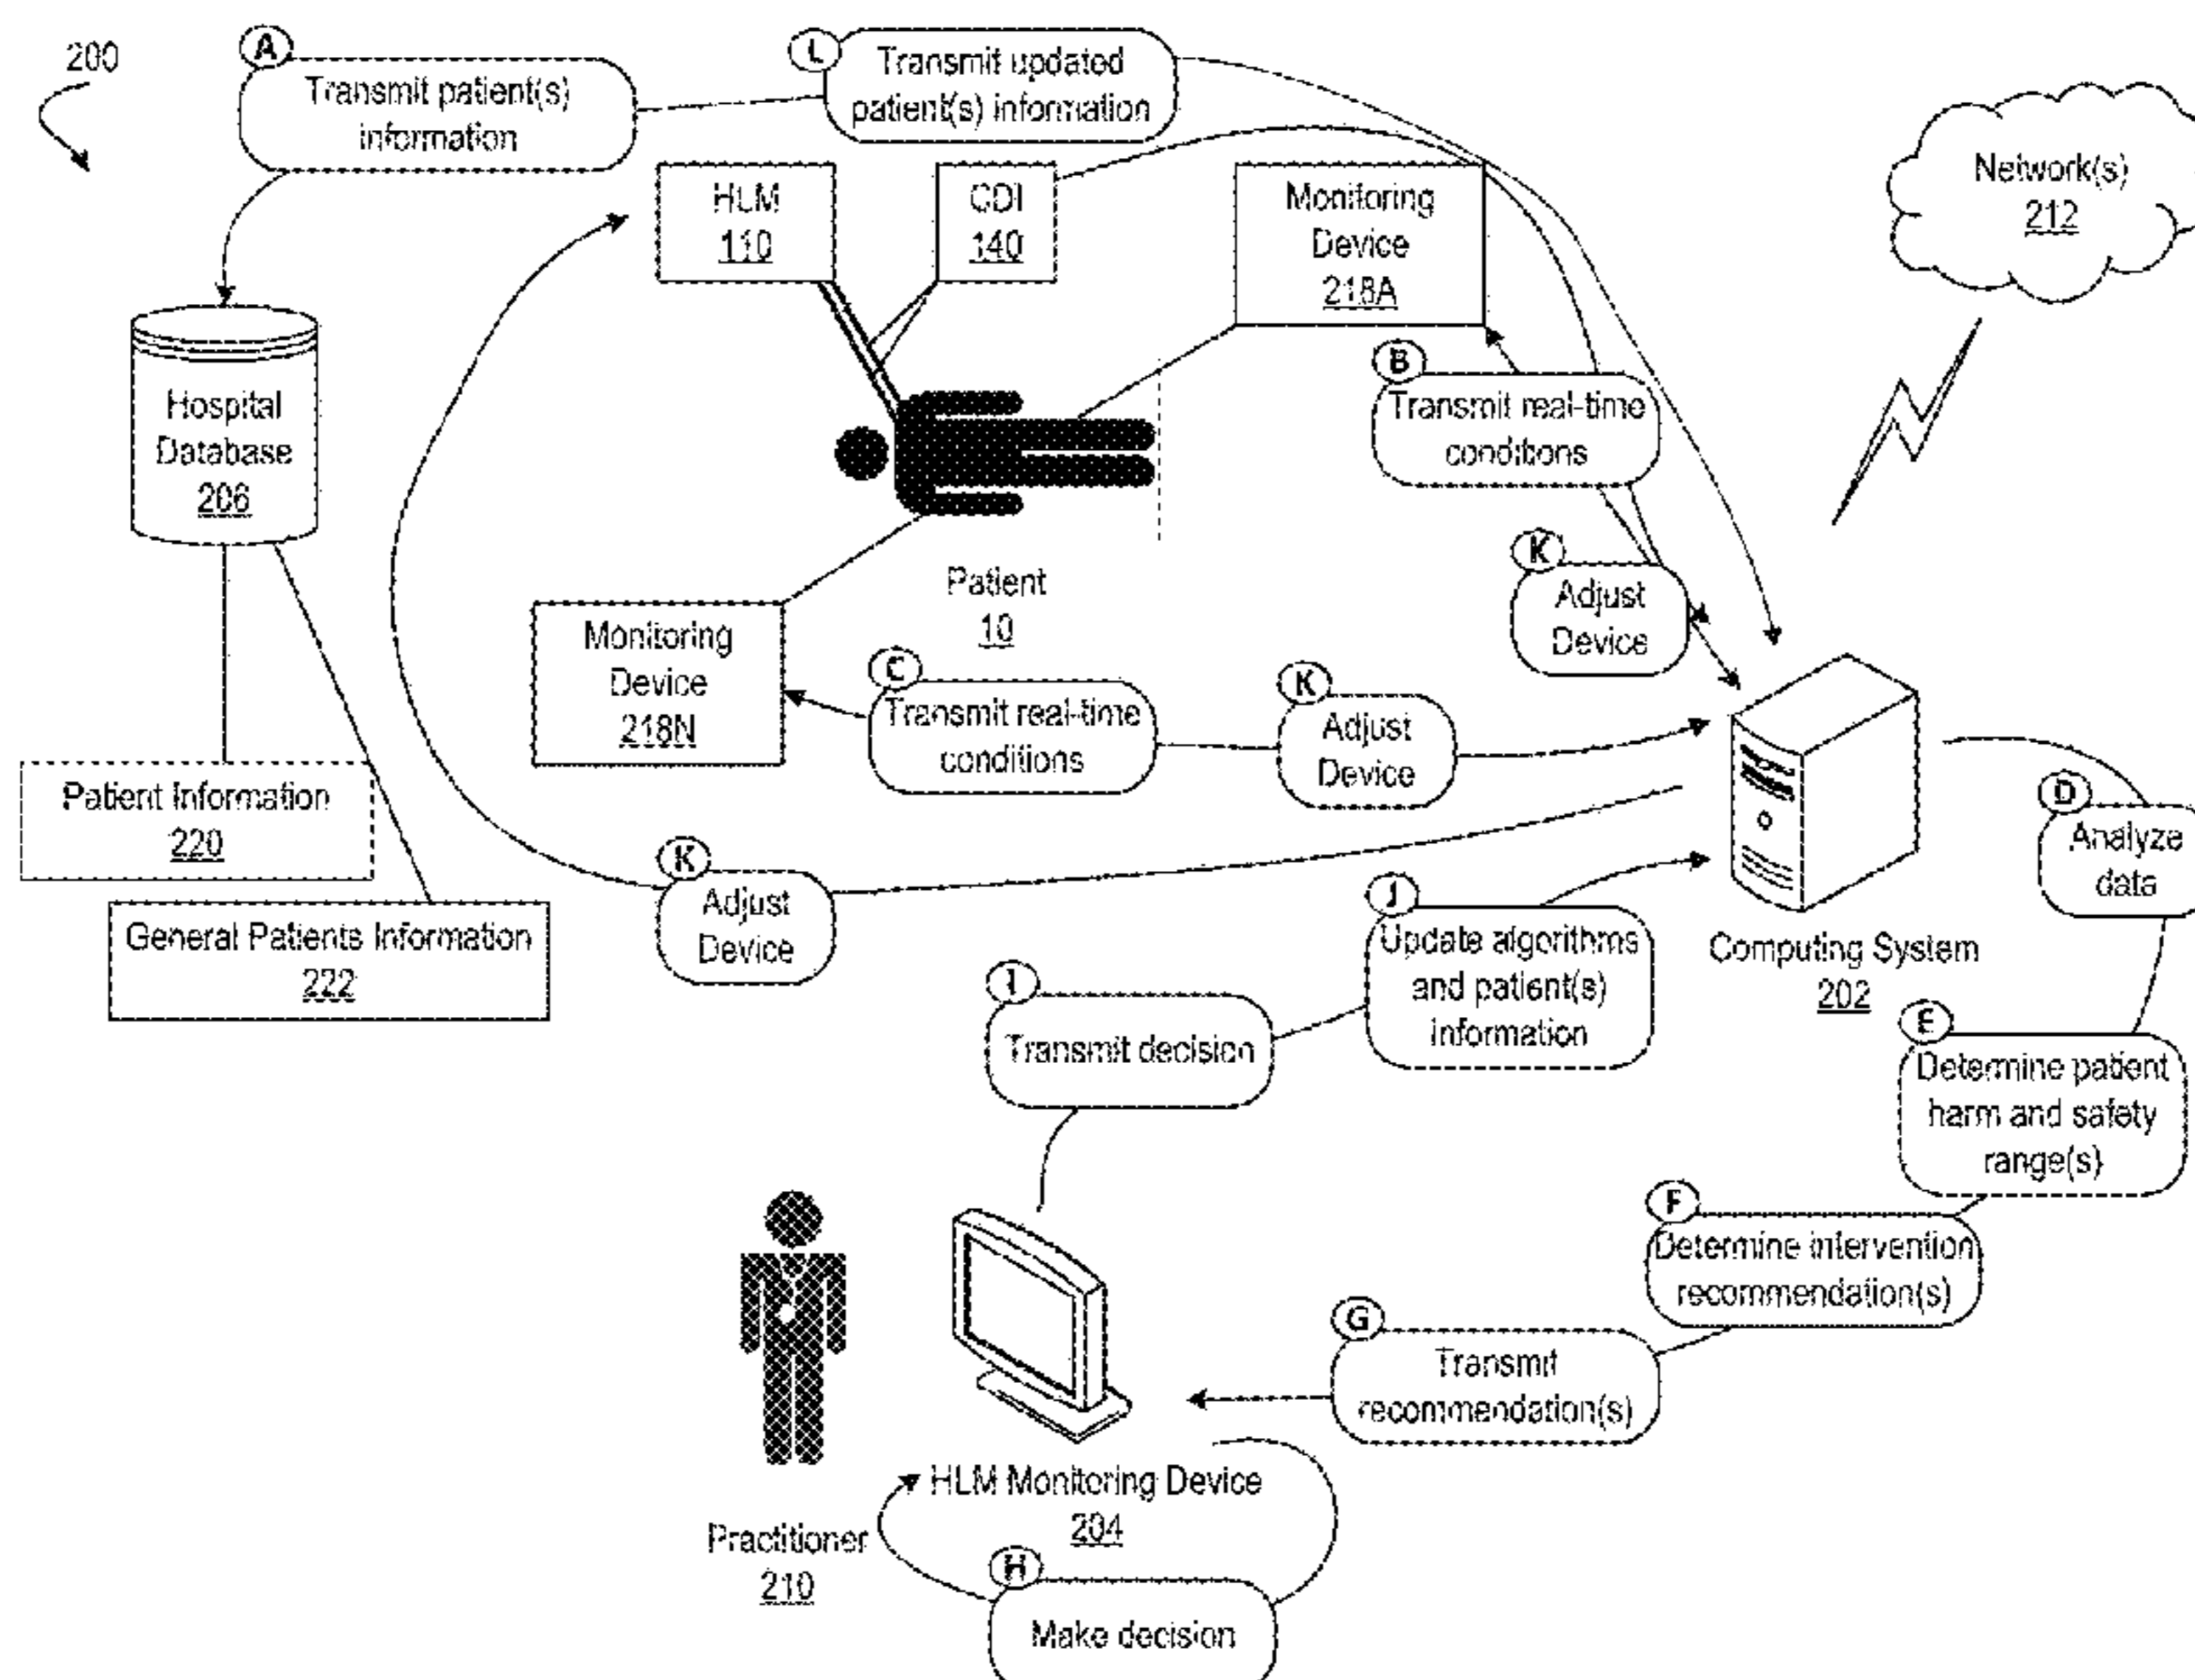 200
A
Transmit patient(s)
information
L
Transmit updated
patient(s) information
HLM
110
CDI
140
Monitoring
Device
218A
Network(s)
212
Hospital
Database
206
B
Transmit real-time
conditions
K
Adjust
Device
Patient
10
Monitoring
Device
218N
C
Transmit real-time
conditions
K
Adjust
Device
Patient Information
220
General Patients Information
222
K
Adjust
Device
D
Analyze
data
Computing System
202
J
Update algorithms
and patient(s)
information
I
Transmit decision
E
Determine patient
harm and safety
range(s)
F
Determine intervention
recommendation(s)
G
Transmit
recommendation(s)
HLM Monitoring Device
204
Practitioner
210
H
Make decision